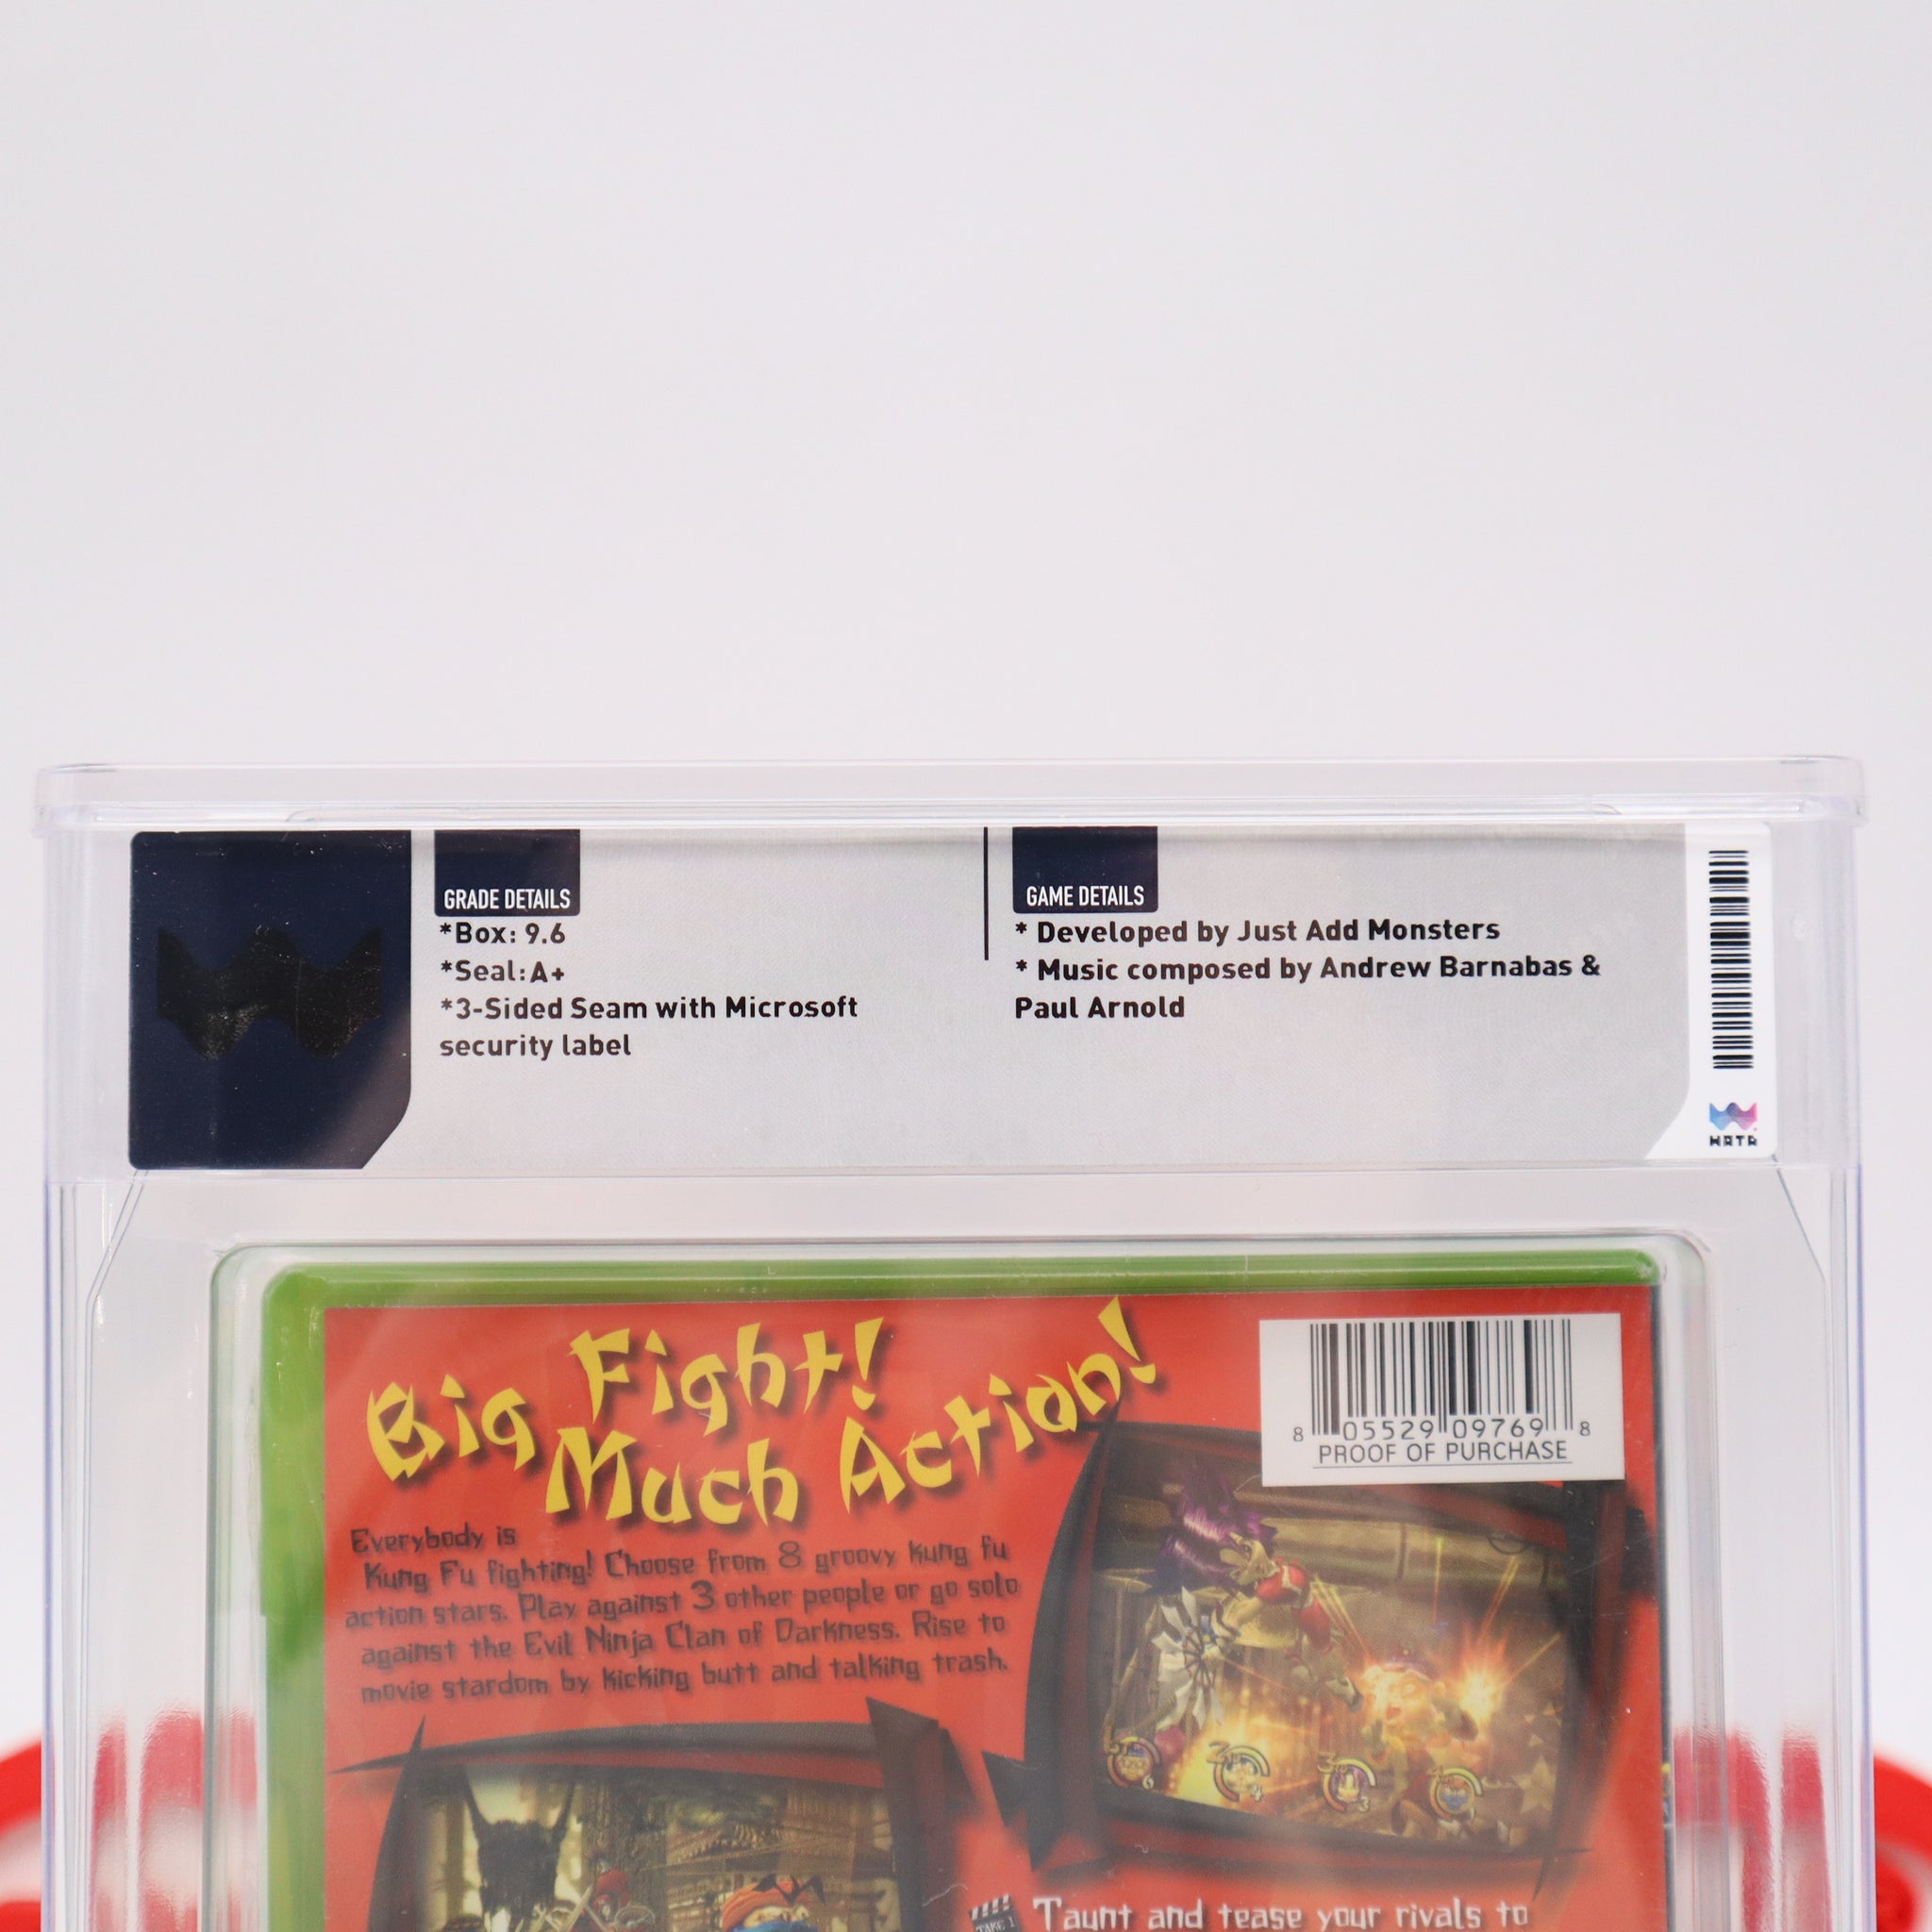 GRADE DETAILS
*Box: 9.6
*Seal: A+
*3-Sided Seam with Microsoft
security label
GAME DETAILS
* Developed by Just Add Monsters
* Music composed by Andrew Barnabas &
Paul Arnold
WATA
Big Fight!
Much Action!
8 05529 09769 8
PROOF OF PURCHASE
Everybody is
Kung Fu fighting! Choose from 8 groovy kung fu
action stars. Play against 3 other people or go solo
against the Evil Ninja Clan of Darkness. Rise to
movie stardom by kicking butt and talking trash.
TAKE 1
Taunt and tease your rivals to